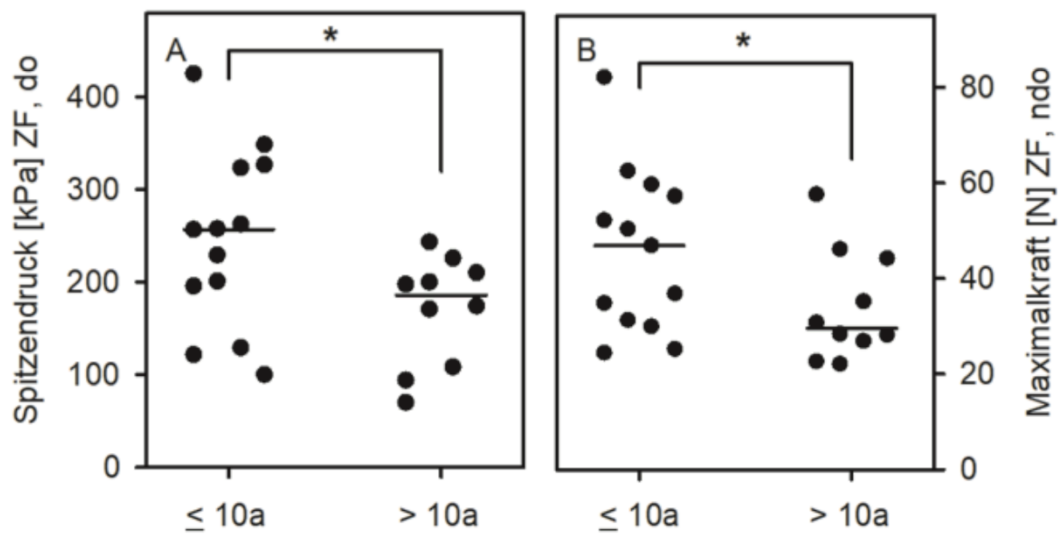 Spitzendruck [kPa] ZF, do
A
*
400
300
200
100
0
≤ 10a
> 10a
B
*
80
60
40
20
0
≤ 10a
> 10a
Maximalkraft [N] ZF, ndo